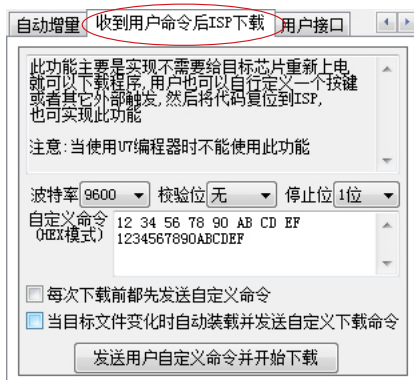 自动增量 收到用户命令后ISP下载 用户接口
此功能主要是实现不需要给目标芯片重新上电
就可以下载程序,用户也可以自行定义一个按键
或者其它外部触发,然后将代码复位到ISP,
也可实现此功能
注意:当使用U7编程器时不能使用此功能
波特率 9600 校验位 无 停止位 1位
自定义命令 12 34 56 78 90 AB CD EF
(HEX模式) 1234567890ABCDEF
每次下载前都先发送自定义命令
当目标文件变化时自动装载并发送自定义下载命令
发送用户自定义命令并开始下载